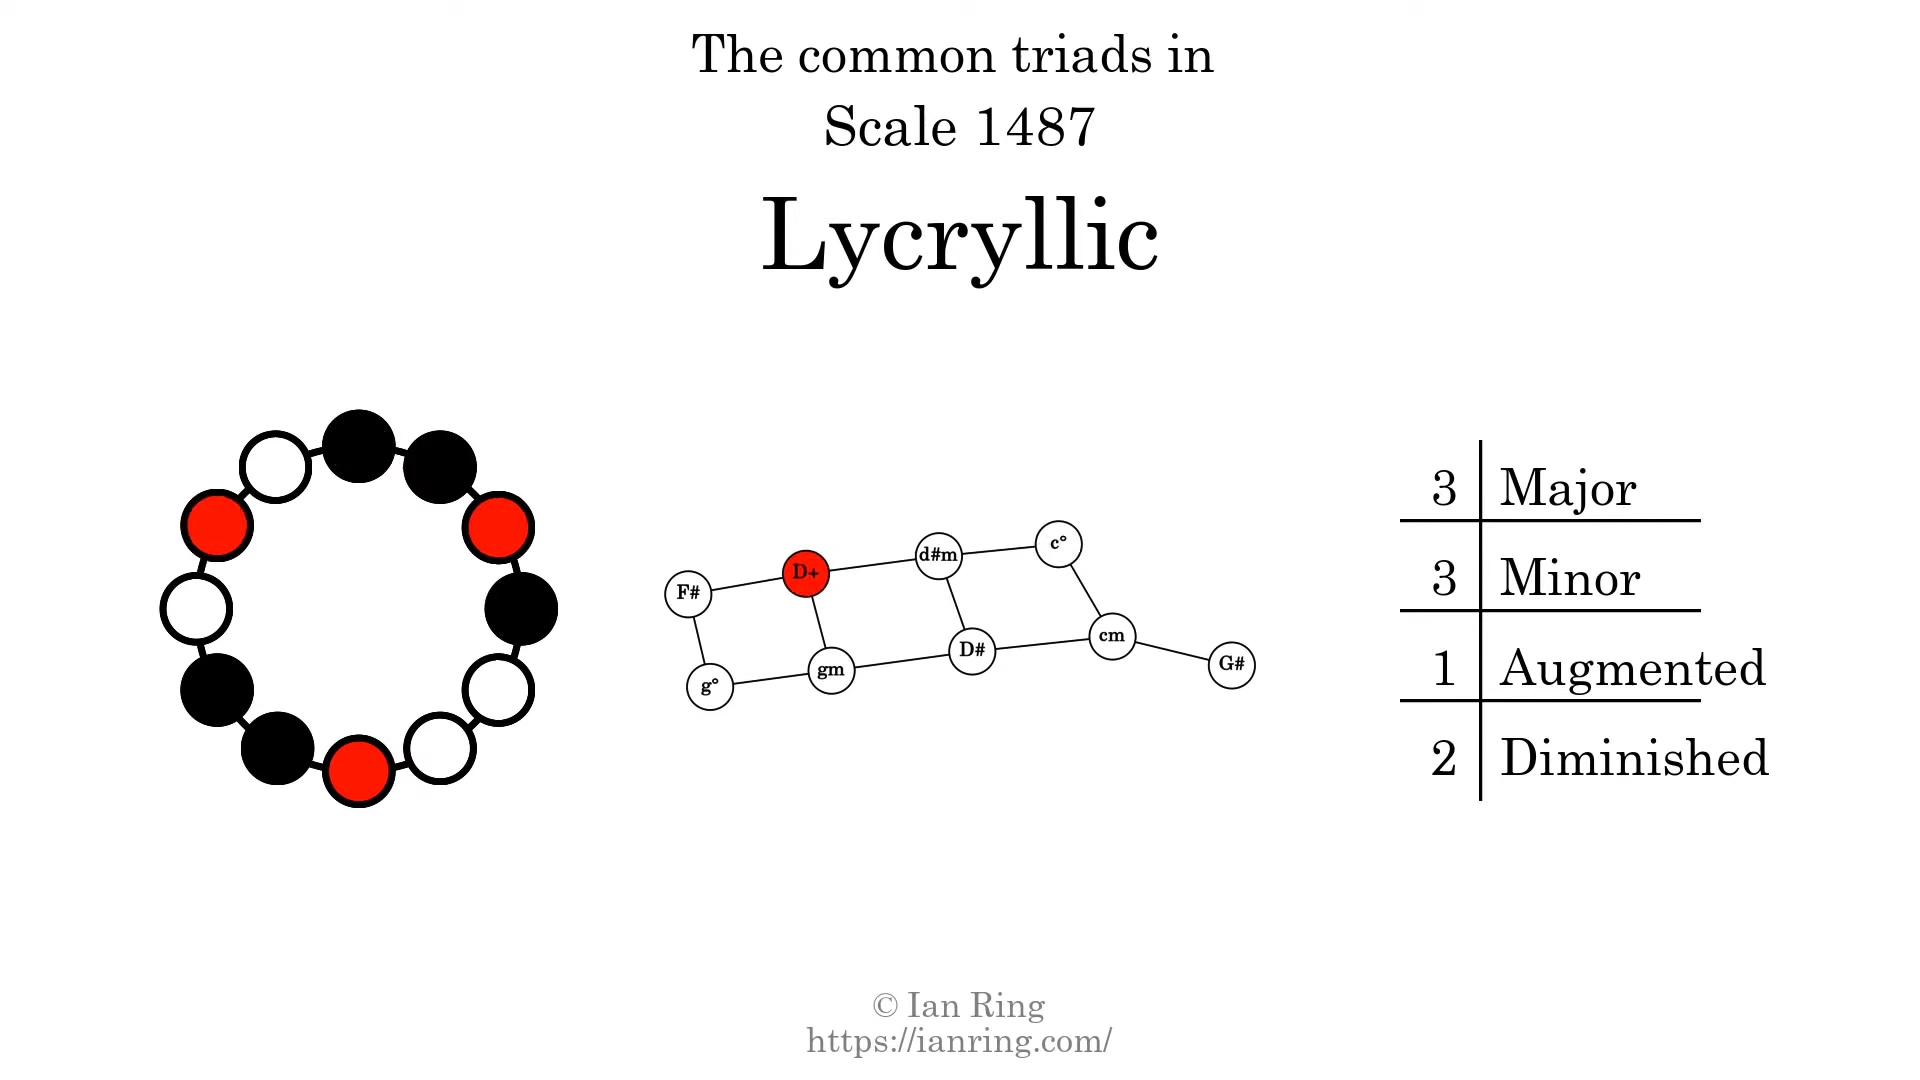 The common triads in
Scale 1487
Lycryllic
F#
D+
d#m
c°
g°
gm
D#
cm
G#
3 Major
3 Minor
1 Augmented
2 Diminished
© Ian Ring
https://ianring.com/